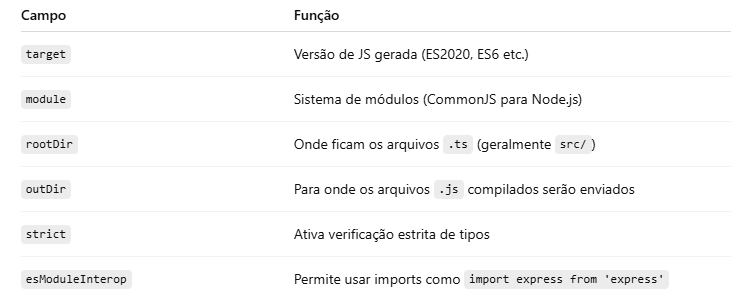 Campo Função
target Versão de JS gerada (ES2020, ES6 etc.)
module Sistema de módulos (CommonJS para Node.js)
rootDir Onde ficam os arquivos .ts (geralmente src/)
outDir Para onde os arquivos .js compilados serão enviados
strict Ativa verificação estrita de tipos
esModuleInterop Permite usar imports como import express from 'express'